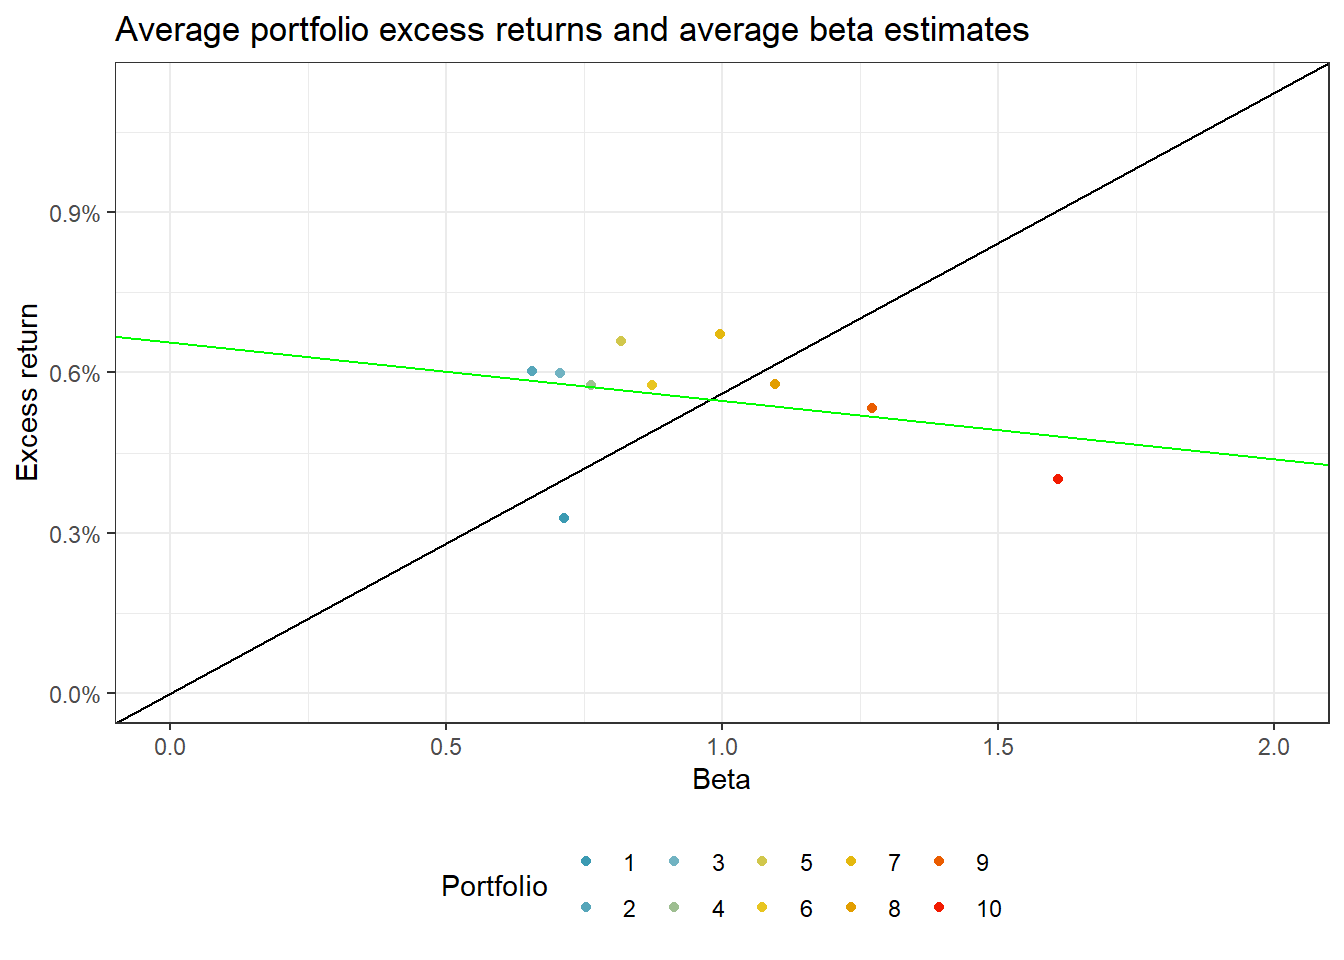 Average portfolio excess returns and average beta estimates
Excess return
0.9%
0.6%
0.3%
0.0%
0.0 0.5 1.0 1.5 2.0
Beta
Portfolio
1 3 5 7 9
2 4 6 8 10